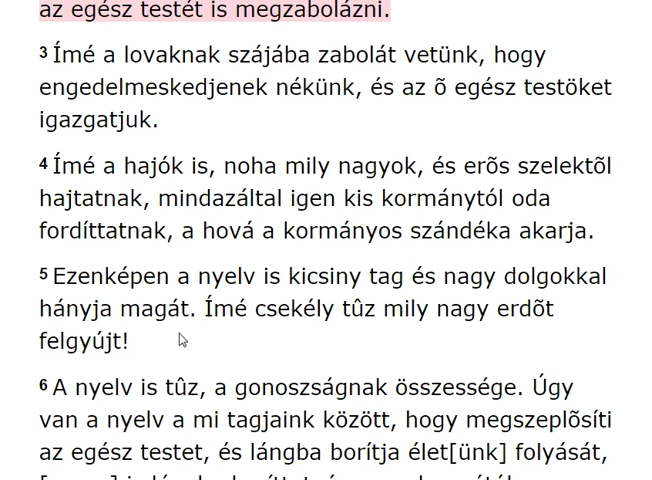 az egész testét is megzabolázni.
3 Ímé a lovaknak szájába zabolát vetünk, hogy
engedelmeskedjenek nékünk, és az õ egész testöket
igazgatjuk.
4 Ímé a hajók is, noha mily nagyok, és erõs szelektõl
hajtatnak, mindazáltal igen kis kormánytól oda
fordíttatnak, a hová a kormányos szándéka akarja.
5 Ezenképen a nyelv is kicsiny tag és nagy dolgokkal
hányja magát. Ímé csekély tûz mily nagy erdõt
felgyújt!
6 A nyelv is tûz, a gonoszságnak összessége. Úgy
van a nyelv a mi tagjaink között, hogy megszeplõsíti
az egész testet, és lángba borítja élet[ünk] folyását,